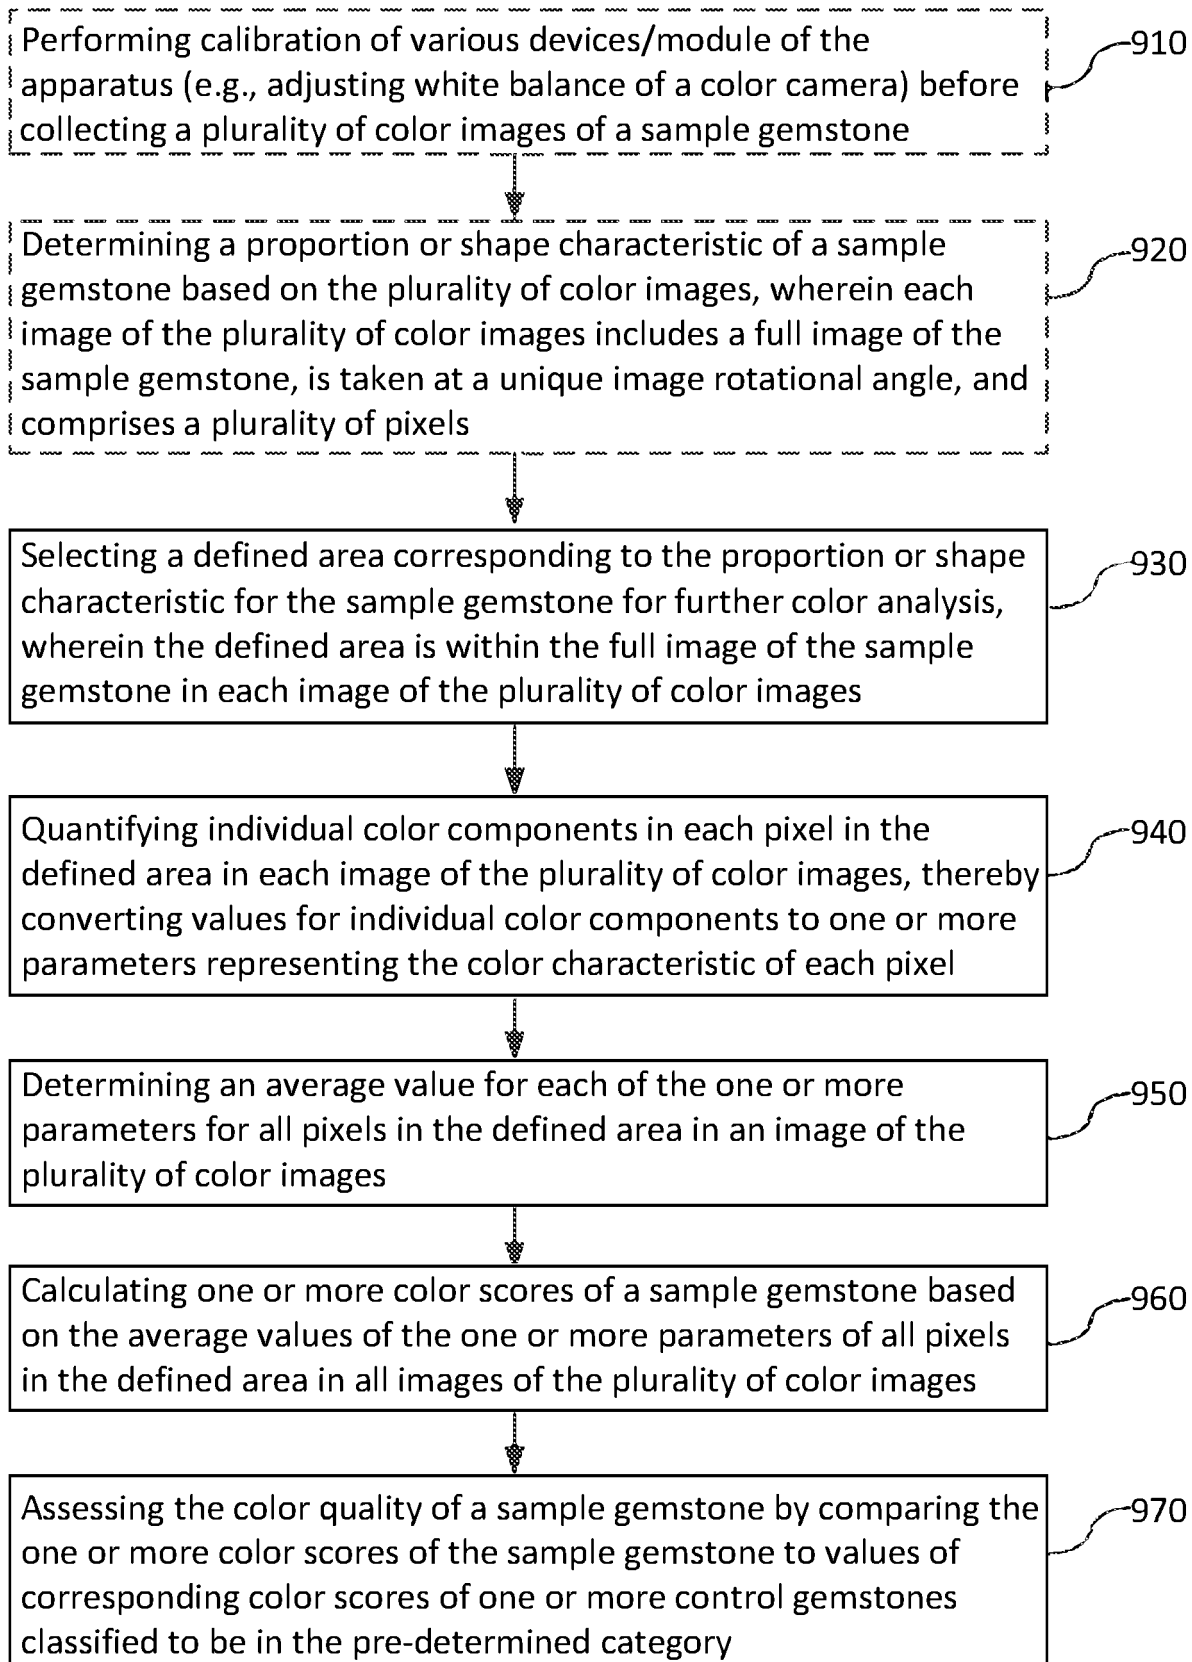 Performing calibration of various devices/module of the
apparatus (e.g., adjusting white balance of a color camera) before
collecting a plurality of color images of a sample gemstone
910
Determining a proportion or shape characteristic of a sample
gemstone based on the plurality of color images, wherein each
image of the plurality of color images includes a full image of the
sample gemstone, is taken at a unique image rotational angle, and
comprises a plurality of pixels
920
Selecting a defined area corresponding to the proportion or shape
characteristic for the sample gemstone for further color analysis,
wherein the defined area is within the full image of the sample
gemstone in each image of the plurality of color images
930
Quantifying individual color components in each pixel in the
defined area in each image of the plurality of color images, thereby
converting values for individual color components to one or more
parameters representing the color characteristic of each pixel
940
Determining an average value for each of the one or more
parameters for all pixels in the defined area in an image of the
plurality of color images
950
Calculating one or more color scores of a sample gemstone based
on the average values of the one or more parameters of all pixels
in the defined area in all images of the plurality of color images
960
Assessing the color quality of a sample gemstone by comparing the
one or more color scores of the sample gemstone to values of
corresponding color scores of one or more control gemstones
classified to be in the pre-determined category
970